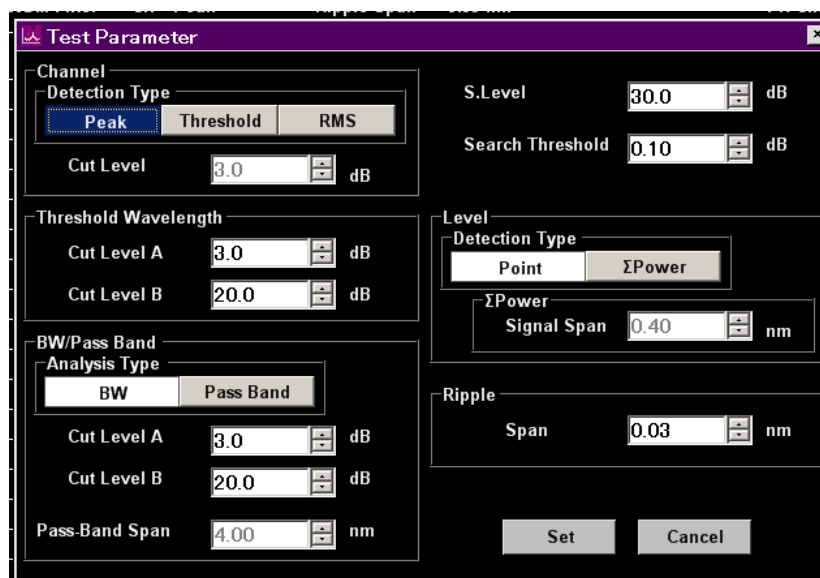 Test Parameter
Channel
Detection Type
Peak Threshold RMS
Cut Level 3.0 dB
S.Level 30.0 dB
Search Threshold 0.10 dB
Threshold Wavelength
Cut Level A 3.0 dB
Cut Level B 20.0 dB
Level
Detection Type
Point ΣPower
ΣPower
Signal Span 0.40 nm
BW/Pass Band
Analysis Type
BW Pass Band
Cut Level A 3.0 dB
Cut Level B 20.0 dB
Pass-Band Span 4.00 nm
Ripple
Span 0.03 nm
Set Cancel